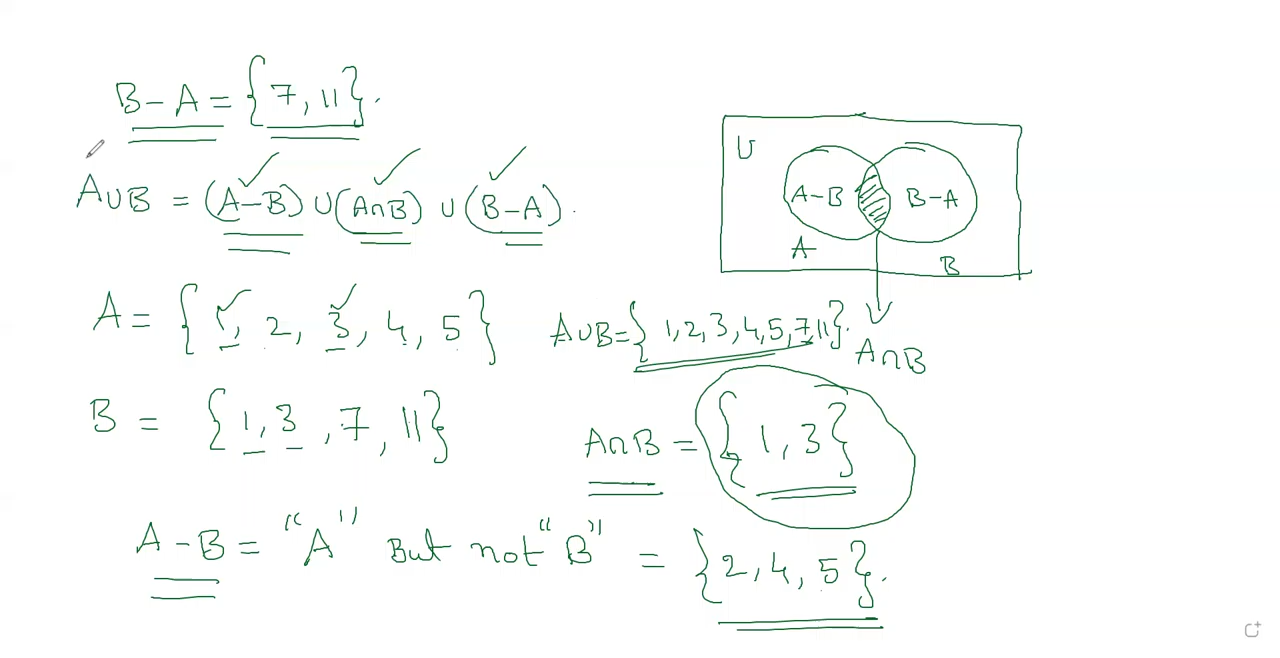 B - A = { 7, 11 }.
A∪B = (A-B) ∪ (A∩B) ∪ (B-A).
U
A-B
B-A
A
B
A∩B
A = { 1, 2, 3, 4, 5 }
A∪B = { 1, 2, 3, 4, 5, 7, 11 }.
B = { 1, 3, 7, 11 }
A∩B = { 1, 3 }
A - B = "A" But not "B" = { 2, 4, 5 }.